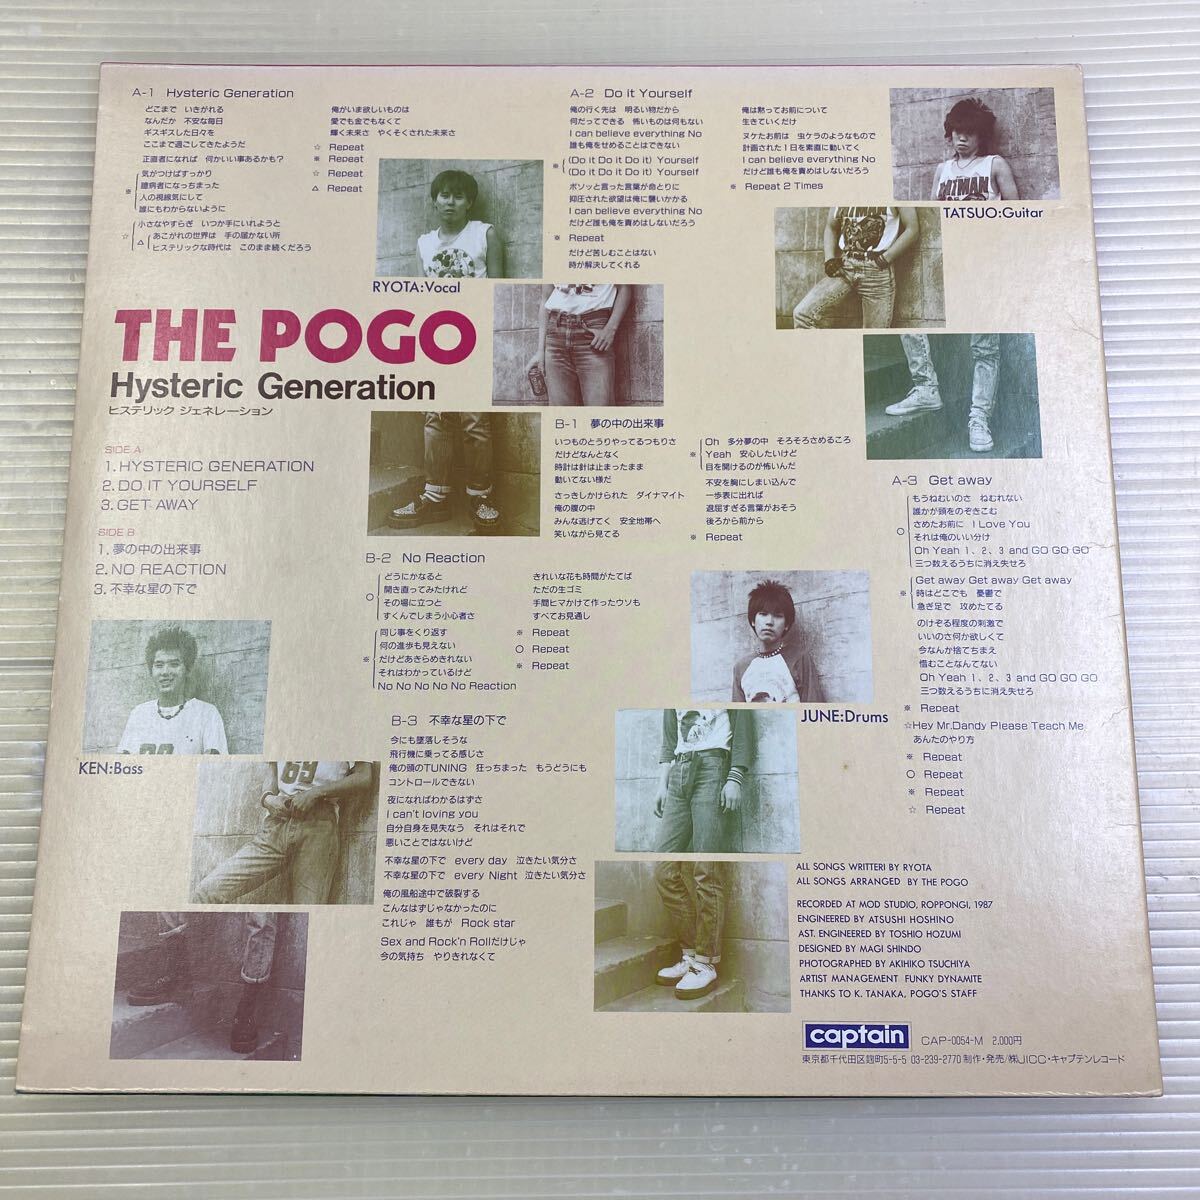 A-1 Hysteric Generation
どこまで いきがれる
なんだか 不安な毎日
ギスギスした日々を
ここまで過ごしてきたようだ
正直者になれば 何かいい事あるかも?
※ 気がつけばすっかり
臆病者になっちまった
人の視線気にして
誰にもわからないように
☆ 小さなやすらぎ いつか手にいれようと
△ あこがれの世界は 手の届かない所
ヒステリックな時代は このまま続くだろう
俺がいま欲しいものは
愛でも金でもなくて
輝く未来さ やくそくされた未来さ
☆ Repeat
※ Repeat
☆ Repeat
△ Repeat
RYOTA:Vocal
A-2 Do it Yourself
俺の行く先は 明るい物だから
何だってできる 怖いものは何もない
I can believe everything No
誰も俺をせめることはできない
※ (Do it Do it Do it) Yourself
(Do it Do it Do it) Yourself
ボソッと言った言葉が命とりに
抑圧された欲望は俺に襲いかかる
I can believe everything No
だけど誰も俺を責めはしないだろう
※ Repeat
だけど苦しむことはない
時が解決してくれる
俺は黙ってお前について
生きていくだけ
ヌケたお前は 虫ケラのようなもので
計画された1日を素直に動いてく
I can believe everything No
だけど誰も俺を責めはしないだろう
※ Repeat 2 Times
TATSUO:Guitar
THE POGO
Hysteric Generation
ヒステリック ジェネレーション
SIDE A
1. HYSTERIC GENERATION
2. DO IT YOURSELF
3. GET AWAY
SIDE B
1. 夢の中の出来事
2. NO REACTION
3. 不幸な星の下で
B-1 夢の中の出来事
いつものとうりやってるつもりさ
だけどなんとなく
時計は針は止まったまま
動いてない様だ
さっきしかけられた ダイナマイト
俺の腹の中
みんな逃げてく 安全地帯へ
笑いながら見てる
※ Oh 多分夢の中 そろそろさめるころ
Yeah 安心したいけど
目を開けるのが怖いんだ
不安を胸にしまい込んで
一歩表に出れば
退屈すぎる言葉がおそう
後ろから前から
※ Repeat
A-3 Get away
○ もうねむいのさ ねむれない
誰かが頭をのぞきこむ
さめたお前に I Love You
それは俺のいい分け
Oh Yeah 1、2、3 and GO GO GO
三つ数えるうちに消え失せろ
※ Get away Get away Get away
時はどこでも 憂鬱で
急ぎ足で 攻めたてる
のけぞる程度の刺激で
いいのさ何か欲しくて
今なんか捨てちまえ
惜むことなんてない
Oh Yeah 1、2、3 and GO GO GO
三つ数えるうちに消え失せろ
※ Repeat
☆Hey Mr.Dandy Please Teach Me
あんたのやり方
※ Repeat
○ Repeat
※ Repeat
☆ Repeat
B-2 No Reaction
○ どうにかなると
開き直ってみたけれど
その場に立つと
すくんでしまう小心者さ
※ 同じ事をくり返す
何の進歩も見えない
だけどあきらめきれない
それはわかっているけど
No No No No No Reaction
きれいな花も時間がたてば
ただの生ゴミ
手間ヒマかけて作ったウソも
すべてお見通し
※ Repeat
○ Repeat
※ Repeat
JUNE:Drums
KEN:Bass
69
B-3 不幸な星の下で
今にも墜落しそうな
飛行機に乗ってる感じさ
俺の頭のTUNING 狂っちまった もうどうにも
コントロールできない
夜になればわかるはずさ
I can't loving you
自分自身を見失なう それはそれで
悪いことではないけど
不幸な星の下で every day 泣きたい気分さ
不幸な星の下で every Night 泣きたい気分さ
俺の風船途中で破裂する
こんなはずじゃなかったのに
これじゃ 誰もが Rock star
Sex and Rock'n Rollだけじゃ
今の気持ち やりきれなくて
ALL SONGS WRITTERI BY RYOTA
ALL SONGS ARRANGED BY THE POGO
RECORDED AT MOD STUDIO, ROPPONGI, 1987
ENGINEERED BY ATSUSHI HOSHINO
AST. ENGINEERED BY TOSHIO HOZUMI
DESIGNED BY MAGI SHINDO
PHOTOGRAPHED BY AKIHIKO TSUCHIYA
ARTIST MANAGEMENT FUNKY DYNAMITE
THANKS TO K. TANAKA, POGO'S STAFF
captain CAP-0054-M 2,000円
東京都千代田区麹町5-5-5 03-239-2770 制作・発売/㈱JICC・キャプテンレコード